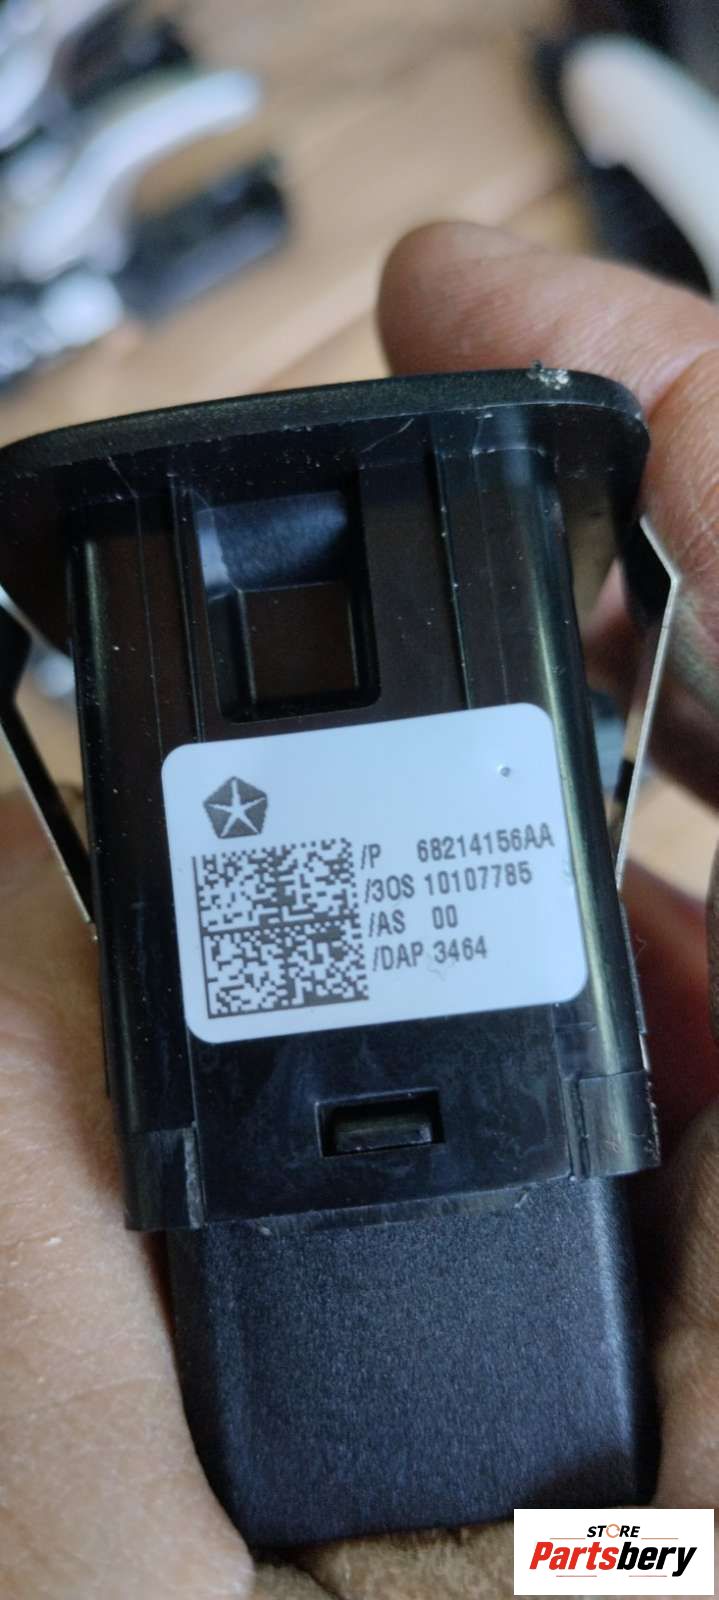 /P 68214156AA
/3OS 10107785
/AS 00
/DAP 3464
STORE
Partsbery